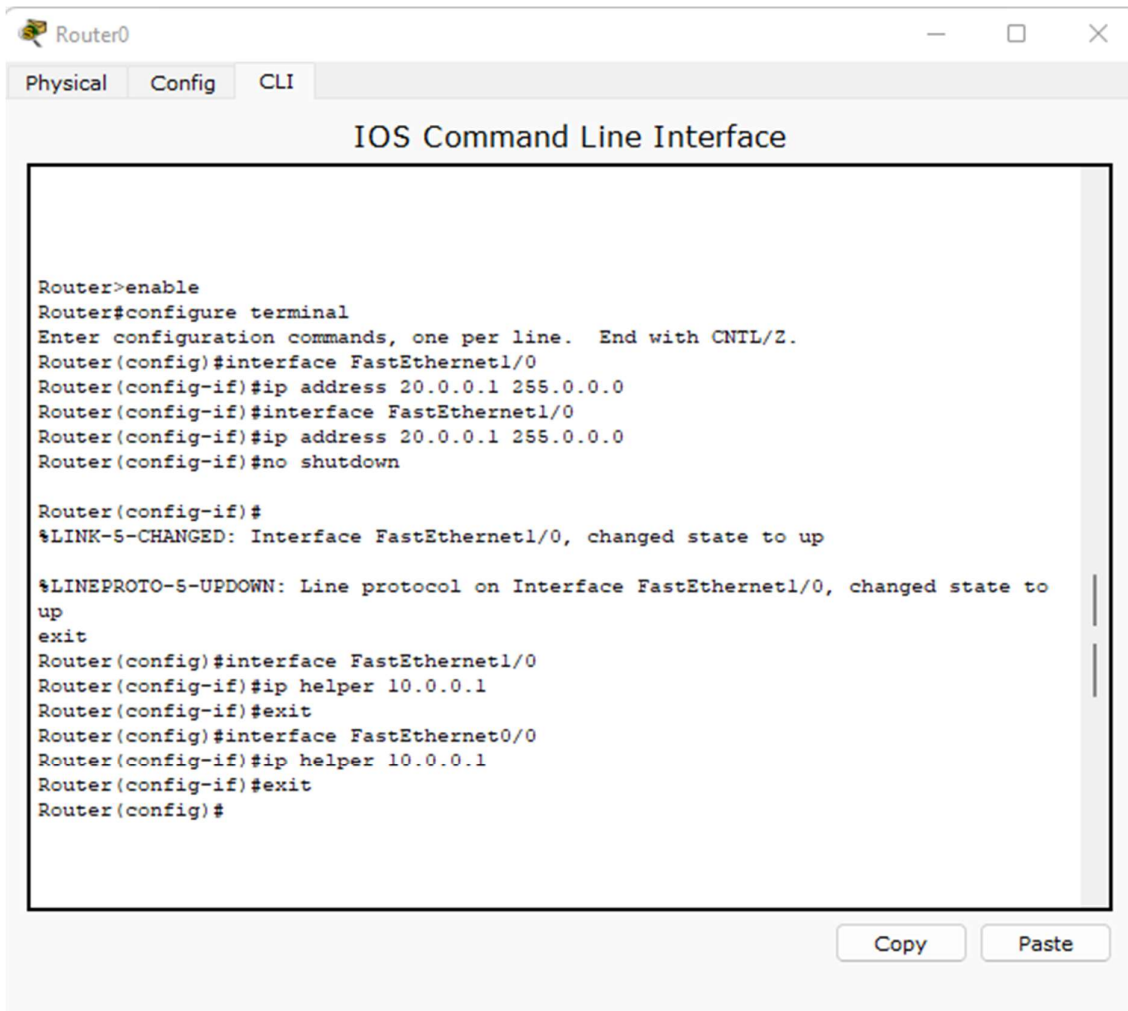 Router0
Physical Config CLI
IOS Command Line Interface
Router>enable
Router#configure terminal
Enter configuration commands, one per line.  End with CNTL/Z.
Router(config)#interface FastEthernet1/0
Router(config-if)#ip address 20.0.0.1 255.0.0.0
Router(config-if)#interface FastEthernet1/0
Router(config-if)#ip address 20.0.0.1 255.0.0.0
Router(config-if)#no shutdown
Router(config-if)#
%LINK-5-CHANGED: Interface FastEthernet1/0, changed state to up
%LINEPROTO-5-UPDOWN: Line protocol on Interface FastEthernet1/0, changed state to
up
exit
Router(config)#interface FastEthernet1/0
Router(config-if)#ip helper 10.0.0.1
Router(config-if)#exit
Router(config)#interface FastEthernet0/0
Router(config-if)#ip helper 10.0.0.1
Router(config-if)#exit
Router(config)#
Copy Paste